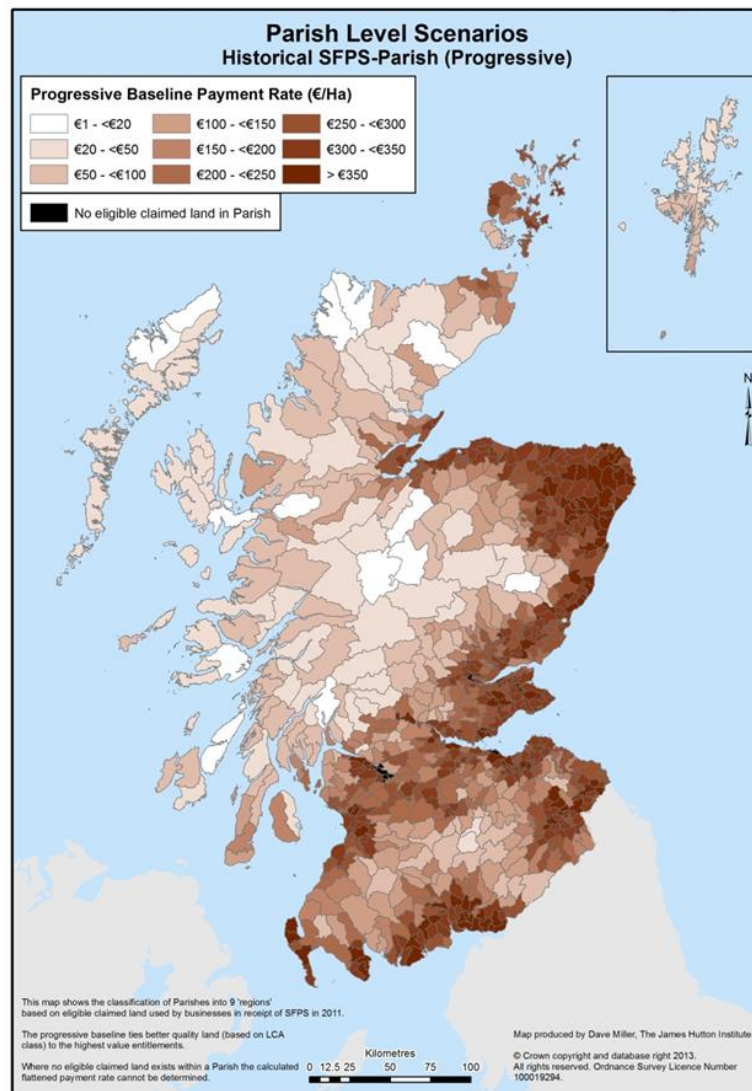 Parish Level Scenarios
Historical SFPS-Parish (Progressive)
Progressive Baseline Payment Rate (€/Ha)
€1 - <€20 €100 - <€150 €250 - <€300
€20 - <€50 €150 - <€200 €300 - <€350
€50 - <€100 €200 - <€250 > €350
No eligible claimed land in Parish
N
This map shows the classification of Parishes into 9 'regions'
based on eligible claimed land used by businesses in receipt of SFPS in 2011.
The progressive baseline ties better quality land (based on LCA
class) to the highest value entitlements.
Where no eligible claimed land exists within a Parish the calculated
flattened payment rate cannot be determined.
Kilometres
0 12.5 25 50 75 100
Map produced by Dave Miller, The James Hutton Institute
© Crown copyright and database right 2013.
All rights reserved. Ordnance Survey Licence Number
100019294.